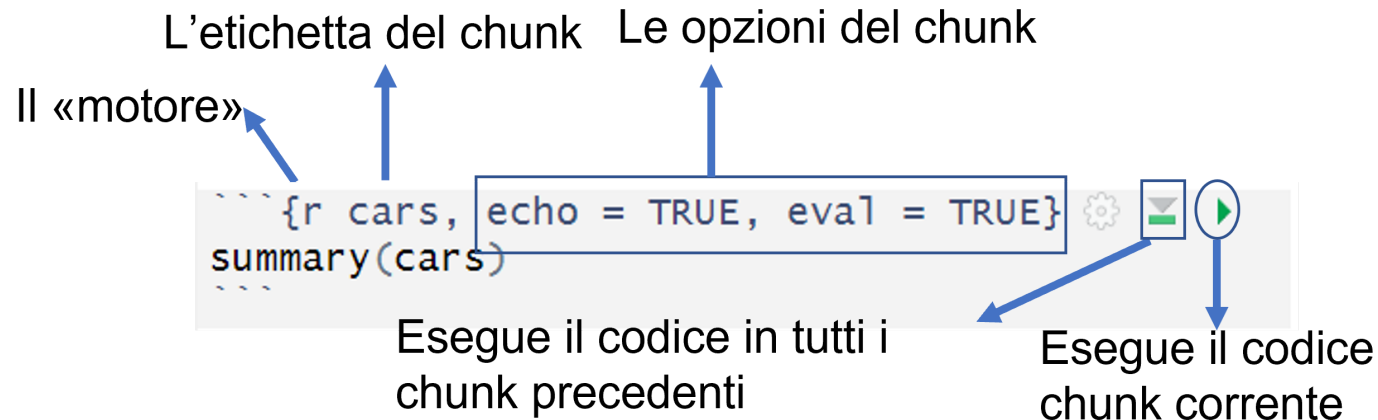 L’etichetta del chunk
Le opzioni del chunk
Il «motore»
```{r cars, echo = TRUE, eval = TRUE}
summary(cars)
```
Esegue il codice in tutti i
chunk precedenti
Esegue il codice
chunk corrente